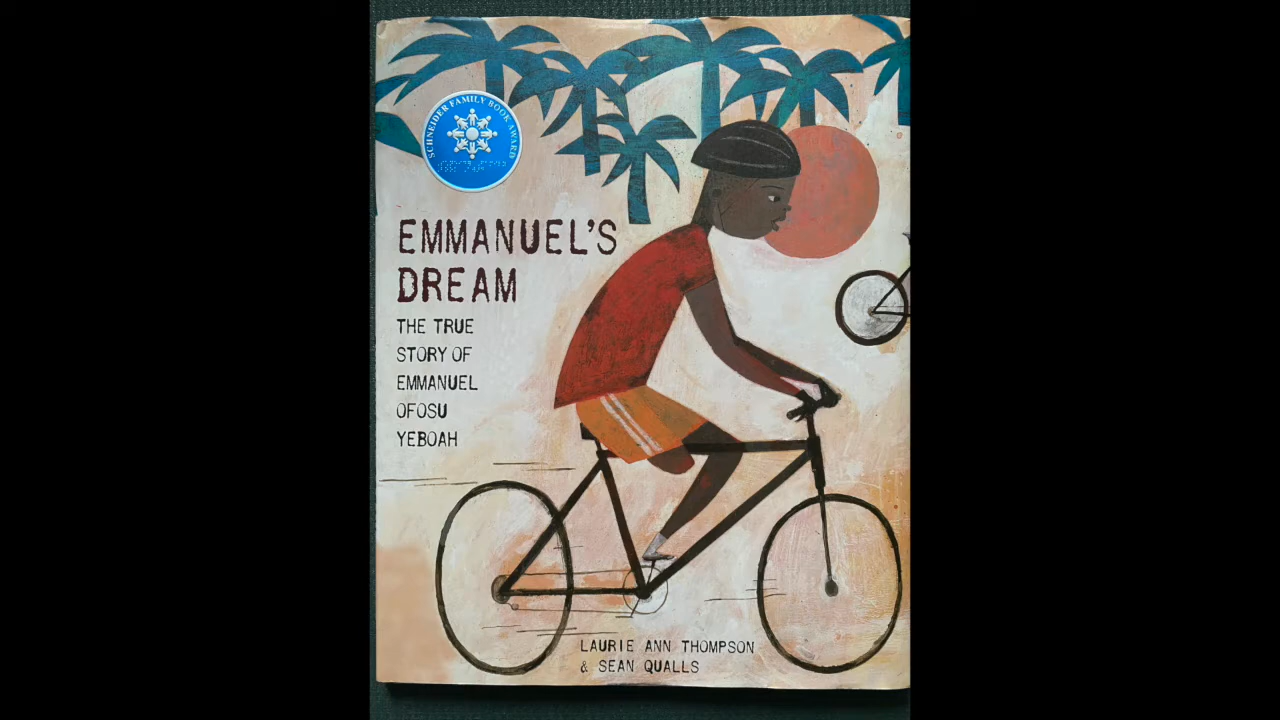 SCHNEIDER FAMILY BOOK AWARD
EMMANUEL'S
DREAM
THE TRUE
STORY OF
EMMANUEL
OFOSU
YEBOAH
LAURIE ANN THOMPSON
& SEAN QUALLS